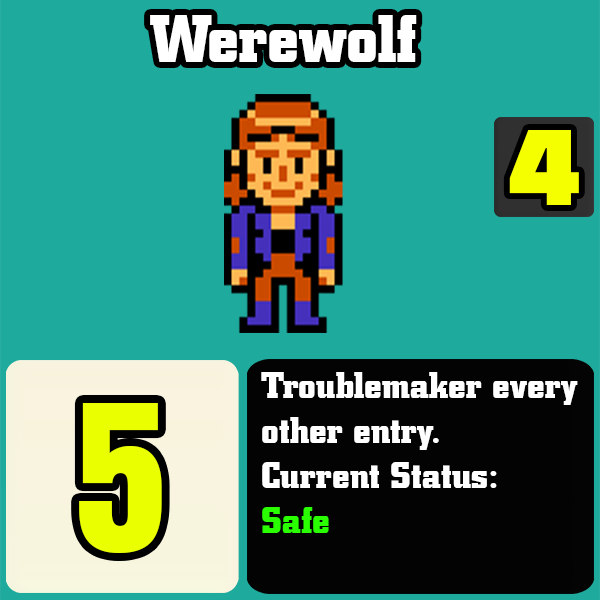 Werewolf
4
5
Troublemaker every
other entry.
Current Status:
Safe